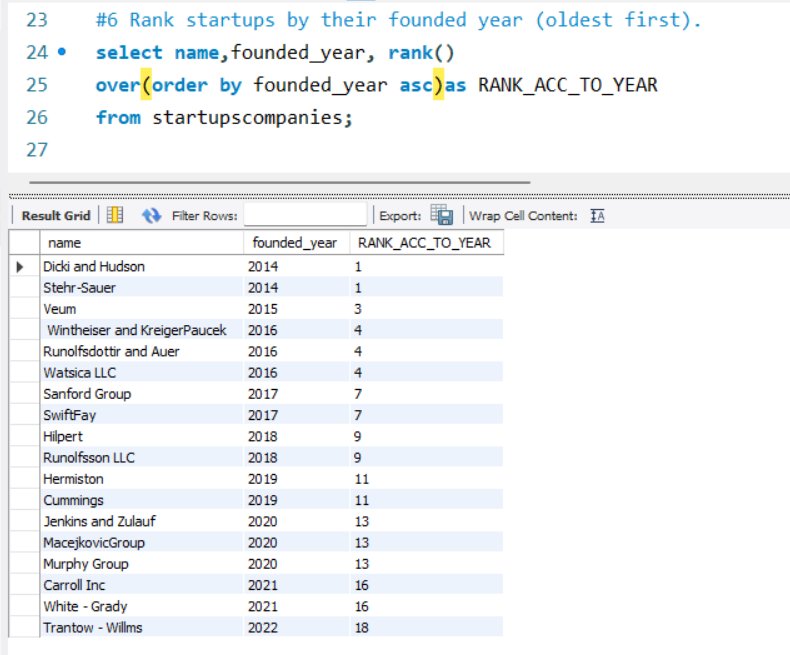 23 #6 Rank startups by their founded year (oldest first).
24 select name,founded_year, rank()
25 over(order by founded_year asc)as RANK_ACC_TO_YEAR
26 from startupscompanies;
27
Result Grid Filter Rows: Export: Wrap Cell Content:
name founded_year RANK_ACC_TO_YEAR
Dicki and Hudson 2014 1
Stehr-Sauer 2014 1
Veum 2015 3
Wintheiser and KreigerPaucek 2016 4
Runolfsdottir and Auer 2016 4
Watsica LLC 2016 4
Sanford Group 2017 7
SwiftFay 2017 7
Hilpert 2018 9
Runolfsson LLC 2018 9
Hermiston 2019 11
Cummings 2019 11
Jenkins and Zulauf 2020 13
MacejkovicGroup 2020 13
Murphy Group 2020 13
Carroll Inc 2021 16
White - Grady 2021 16
Trantow - Willms 2022 18